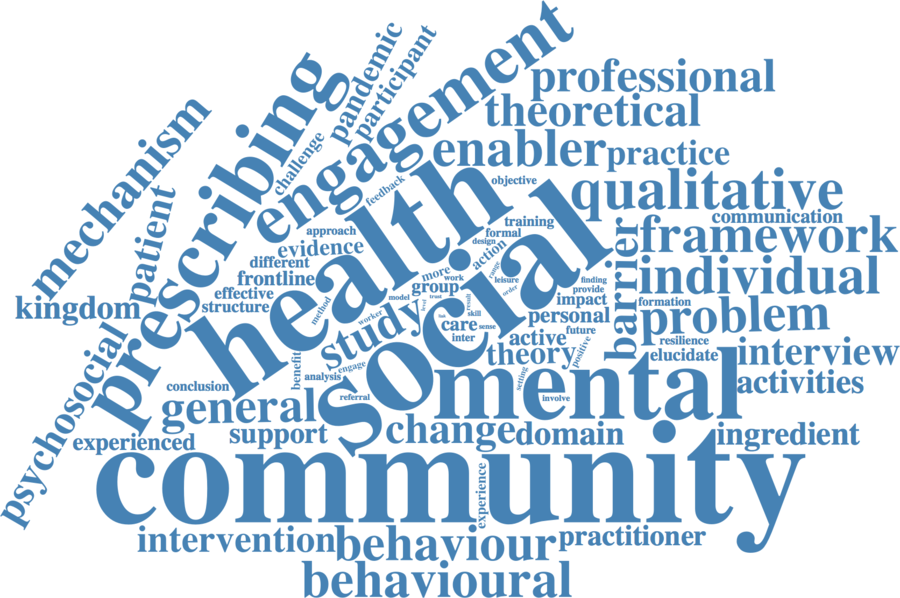 pandemic
participant
engagement
prescribing
challenge
mechanism
professional
theoretical
enabler
practice
patient
health
feedback
objective
qualitative
communication
social
training
formal
design
action
approach
evidence
different
frontline
effective
structure
kingdom
framework
barrier
individual
finding
provide
leisure
range
order
more
work
group
model
trust
level
result
skill
impact
formation
personal
problem
method
worker
study
care
sense
inter
active
future
positive
theory
resilience
elucidate
interview
psychosocial
benefit
engage
analysis
conclusion
referral
setting
involve
mental
activities
general
support
change
domain
ingredient
experienced
community
experience
intervention
behaviour
practitioner
behavioural